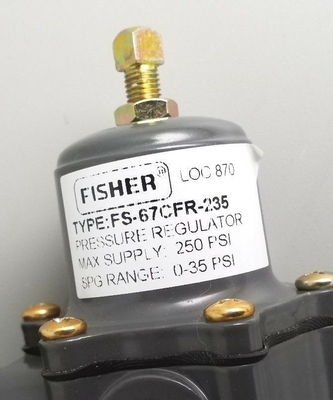 FISHER LOC 870
TYPE:FS-67CFR-235
PRESSURE REGULATOR
MAX SUPPLY: 250 PSI
SPG RANGE: 0-35 PSI